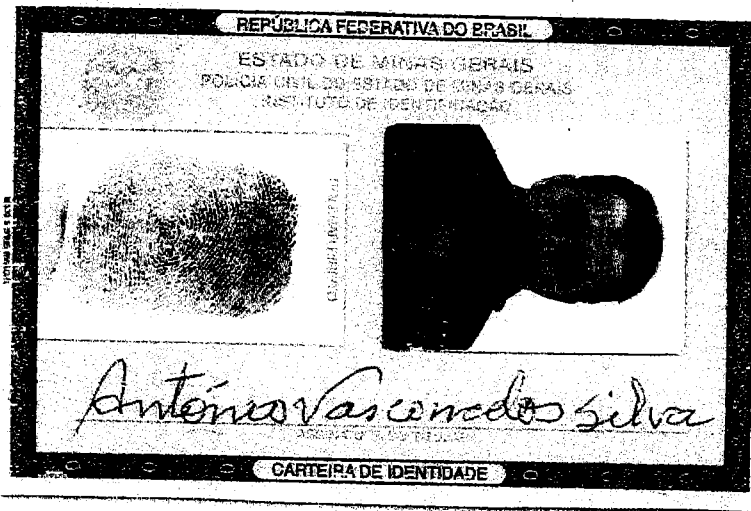 REPÚBLICA FEDERATIVA DO BRASIL
ESTADO DE MINAS GERAIS
POLÍCIA CIVIL DO ESTADO DE MINAS GERAIS
INSTITUTO DE IDENTIFICAÇÃO
Antônio Vasconcelos Silva
CARTEIRA DE IDENTIDADE